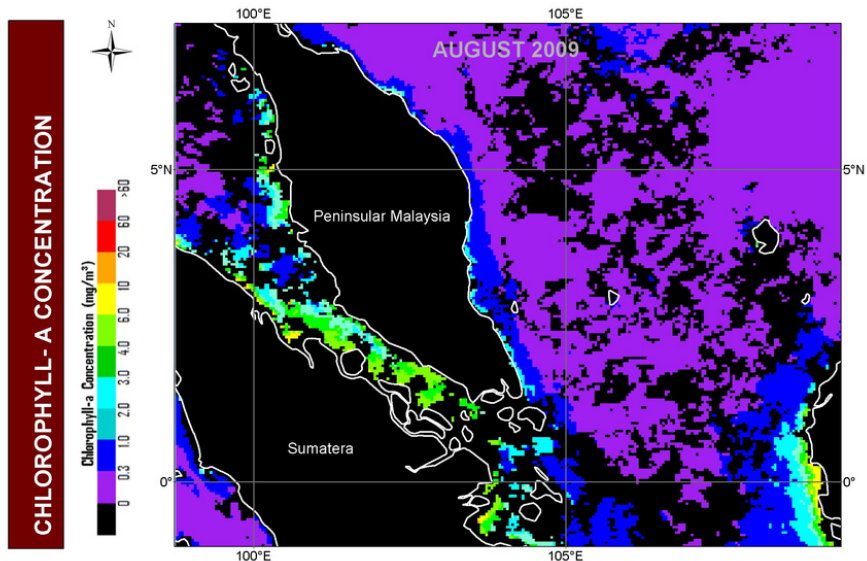 CHLOROPHYLL- A CONCENTRATION
N
Chlorophyll-a Concentration (mg/m³)
>60
60
20
10
6.0
4.0
3.0
2.0
1.0
0.3
0
100°E
105°E
AUGUST 2009
5°N
5°N
Peninsular Malaysia
Sumatera
0°
0°
100°E
105°E